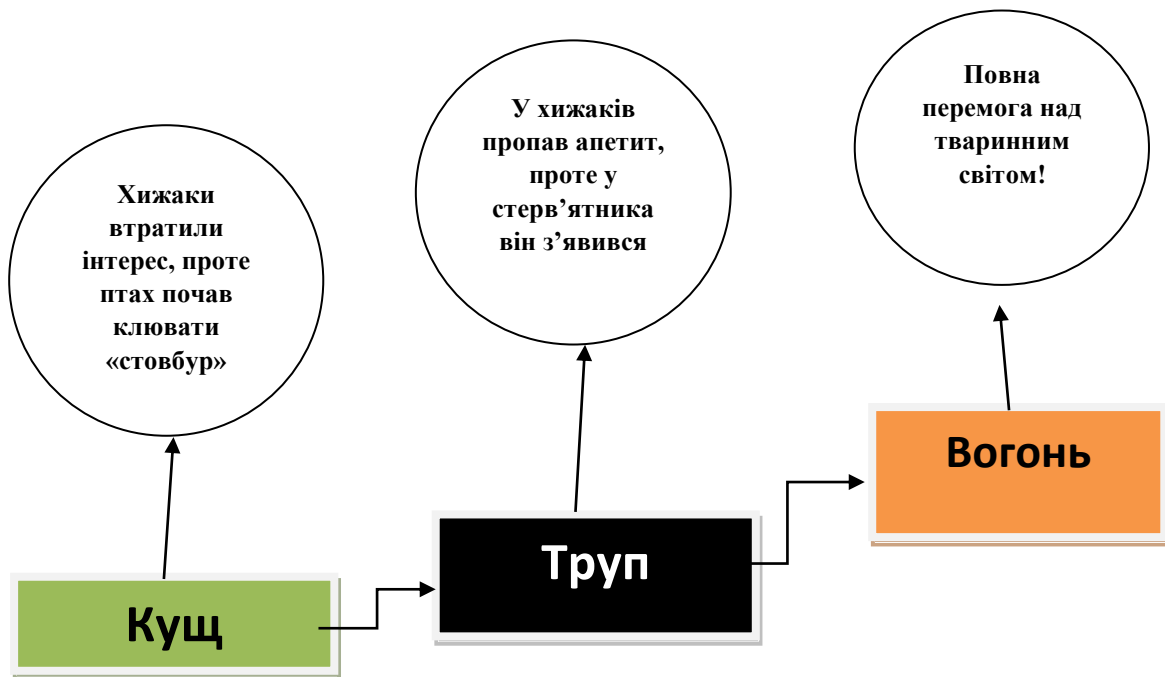 Хижаки
втратили
інтерес, проте
птах почав
клювати
«стовбур»
Кущ
У хижаків
пропав апетит,
проте у
стерв’ятника
він з’явився
Труп
Повна
перемога над
тваринним
світом!
Вогонь